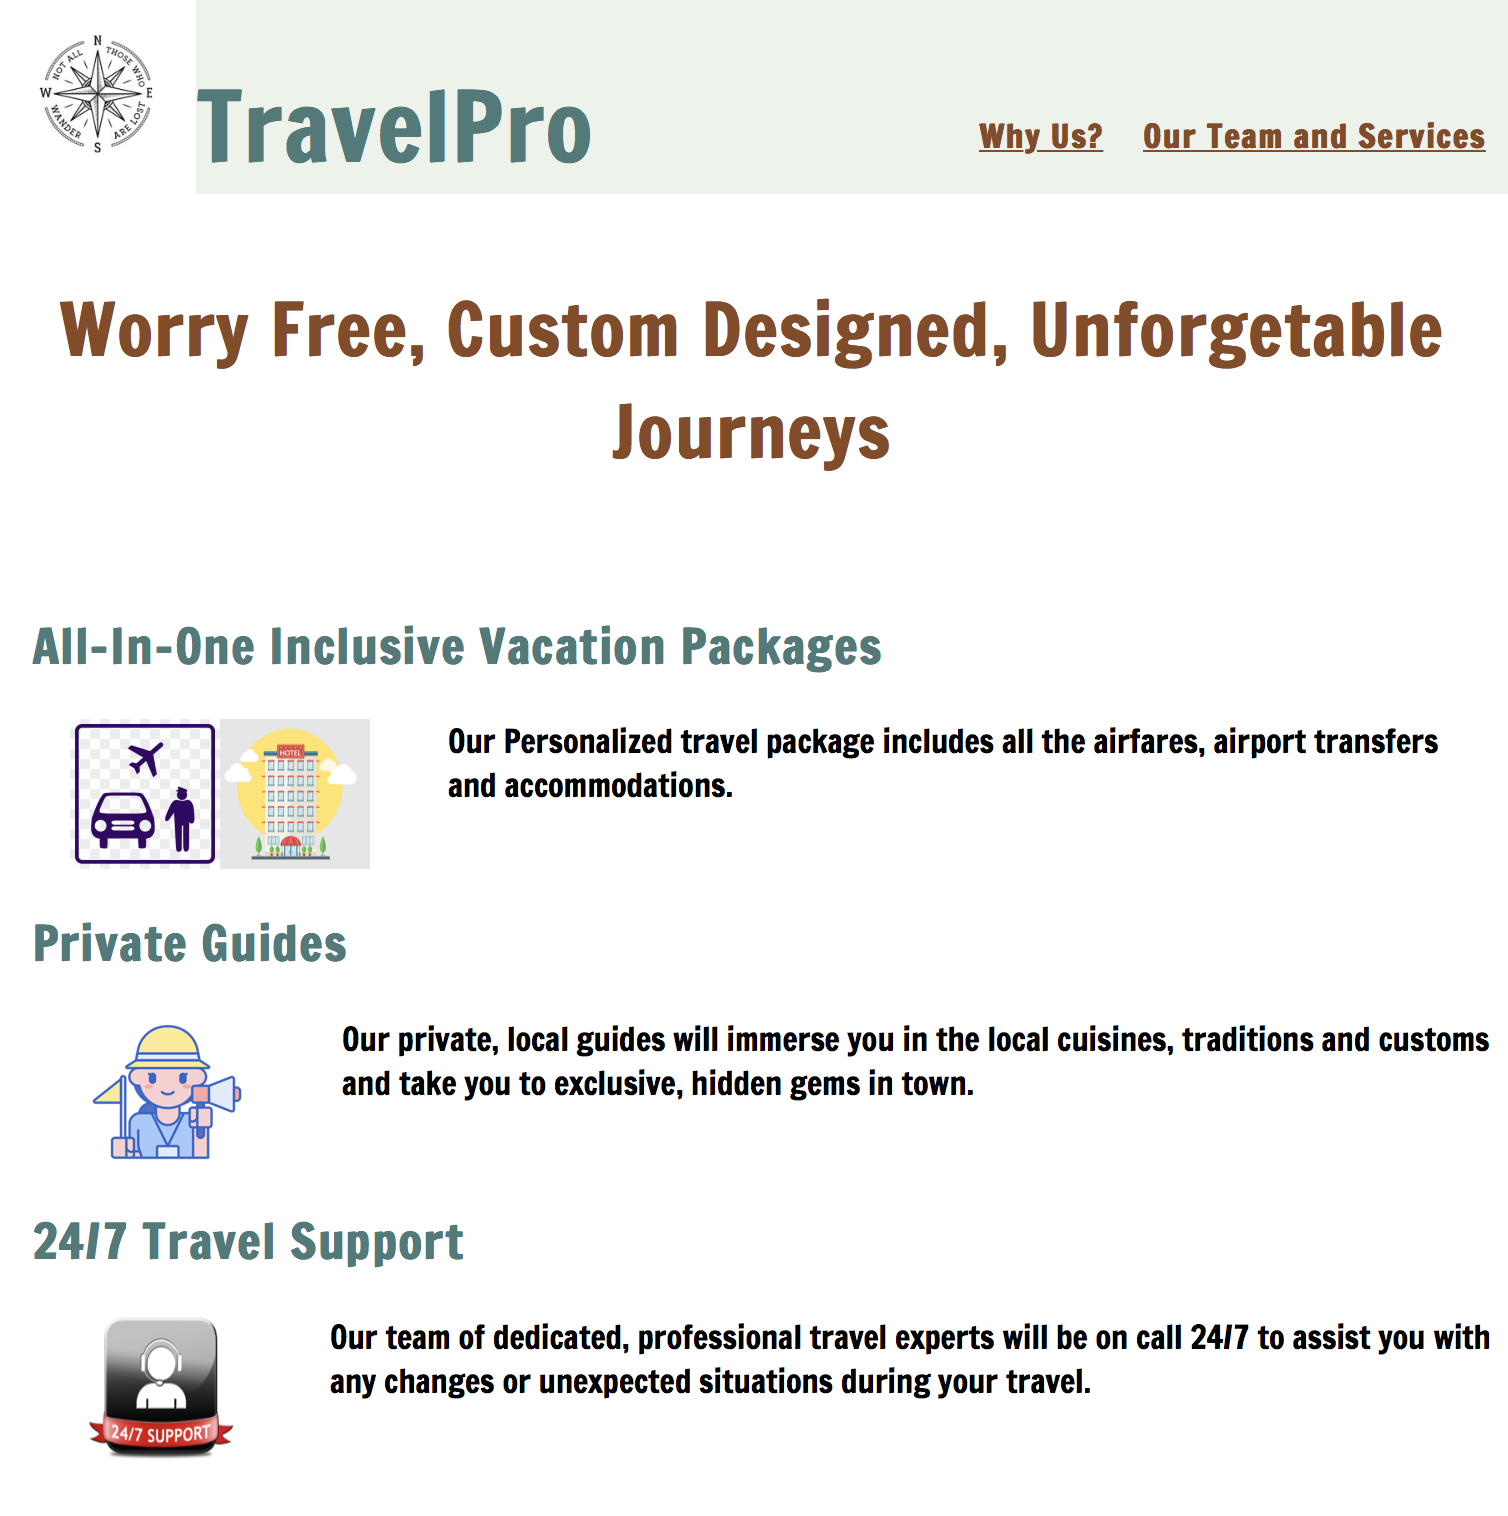 N
NOT ALL THOSE WHO
W E
WANDER ARE LOST
S
TravelPro
Why Us? Our Team and Services
Worry Free, Custom Designed, Unforgetable
Journeys
All-In-One Inclusive Vacation Packages
HOTEL
Our Personalized travel package includes all the airfares, airport transfers
and accommodations.
Private Guides
Our private, local guides will immerse you in the local cuisines, traditions and customs
and take you to exclusive, hidden gems in town.
24/7 Travel Support
24/7 SUPPORT
Our team of dedicated, professional travel experts will be on call 24/7 to assist you with
any changes or unexpected situations during your travel.